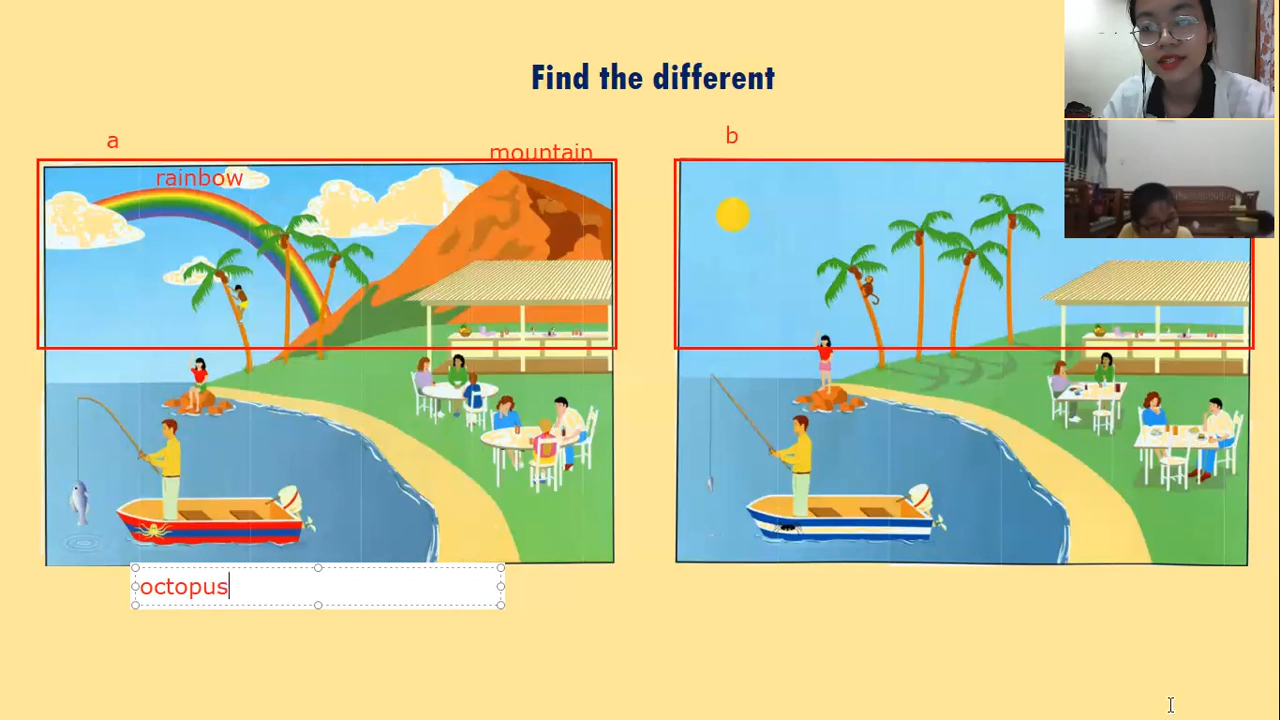 Find the different
a
b
mountain
rainbow
octopus